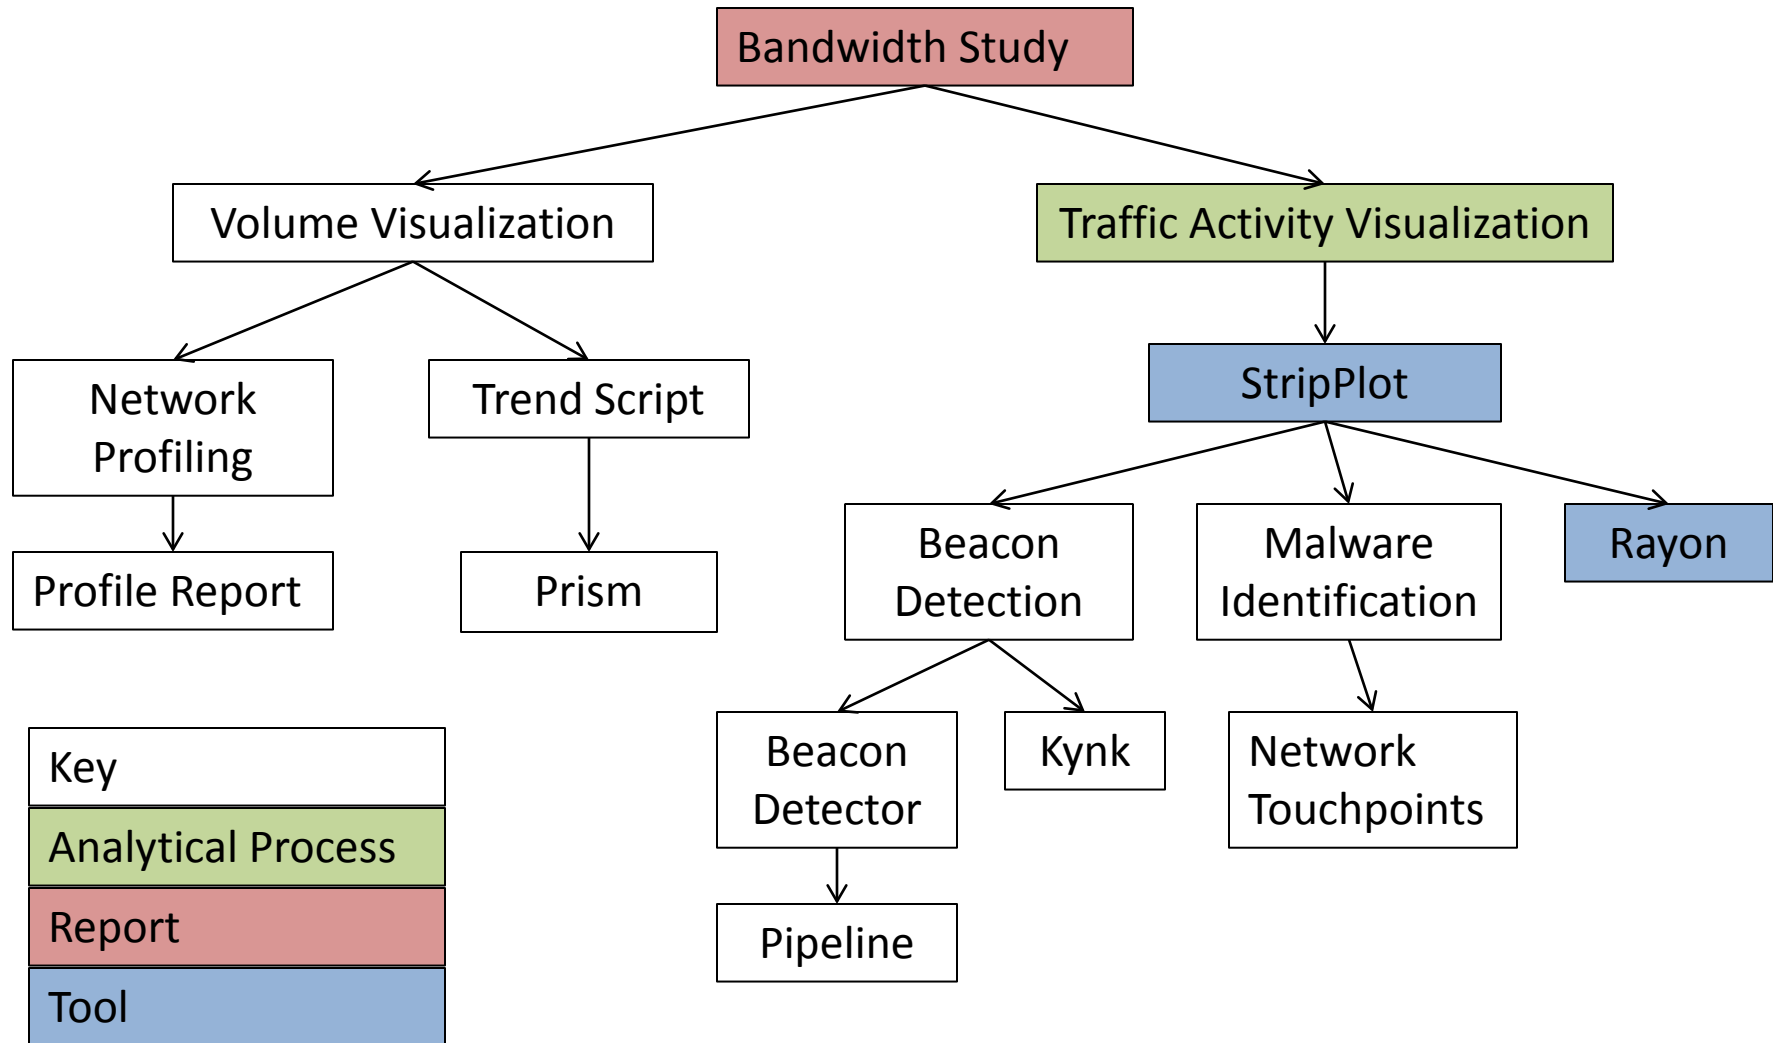 Bandwidth Study
Volume Visualization
Traffic Activity Visualization
Network
Profiling
Trend Script
StripPlot
Profile Report
Prism
Beacon
Detection
Malware
Identification
Rayon
Beacon
Detector
Kynk
Network
Touchpoints
Pipeline
Key
Analytical Process
Report
Tool